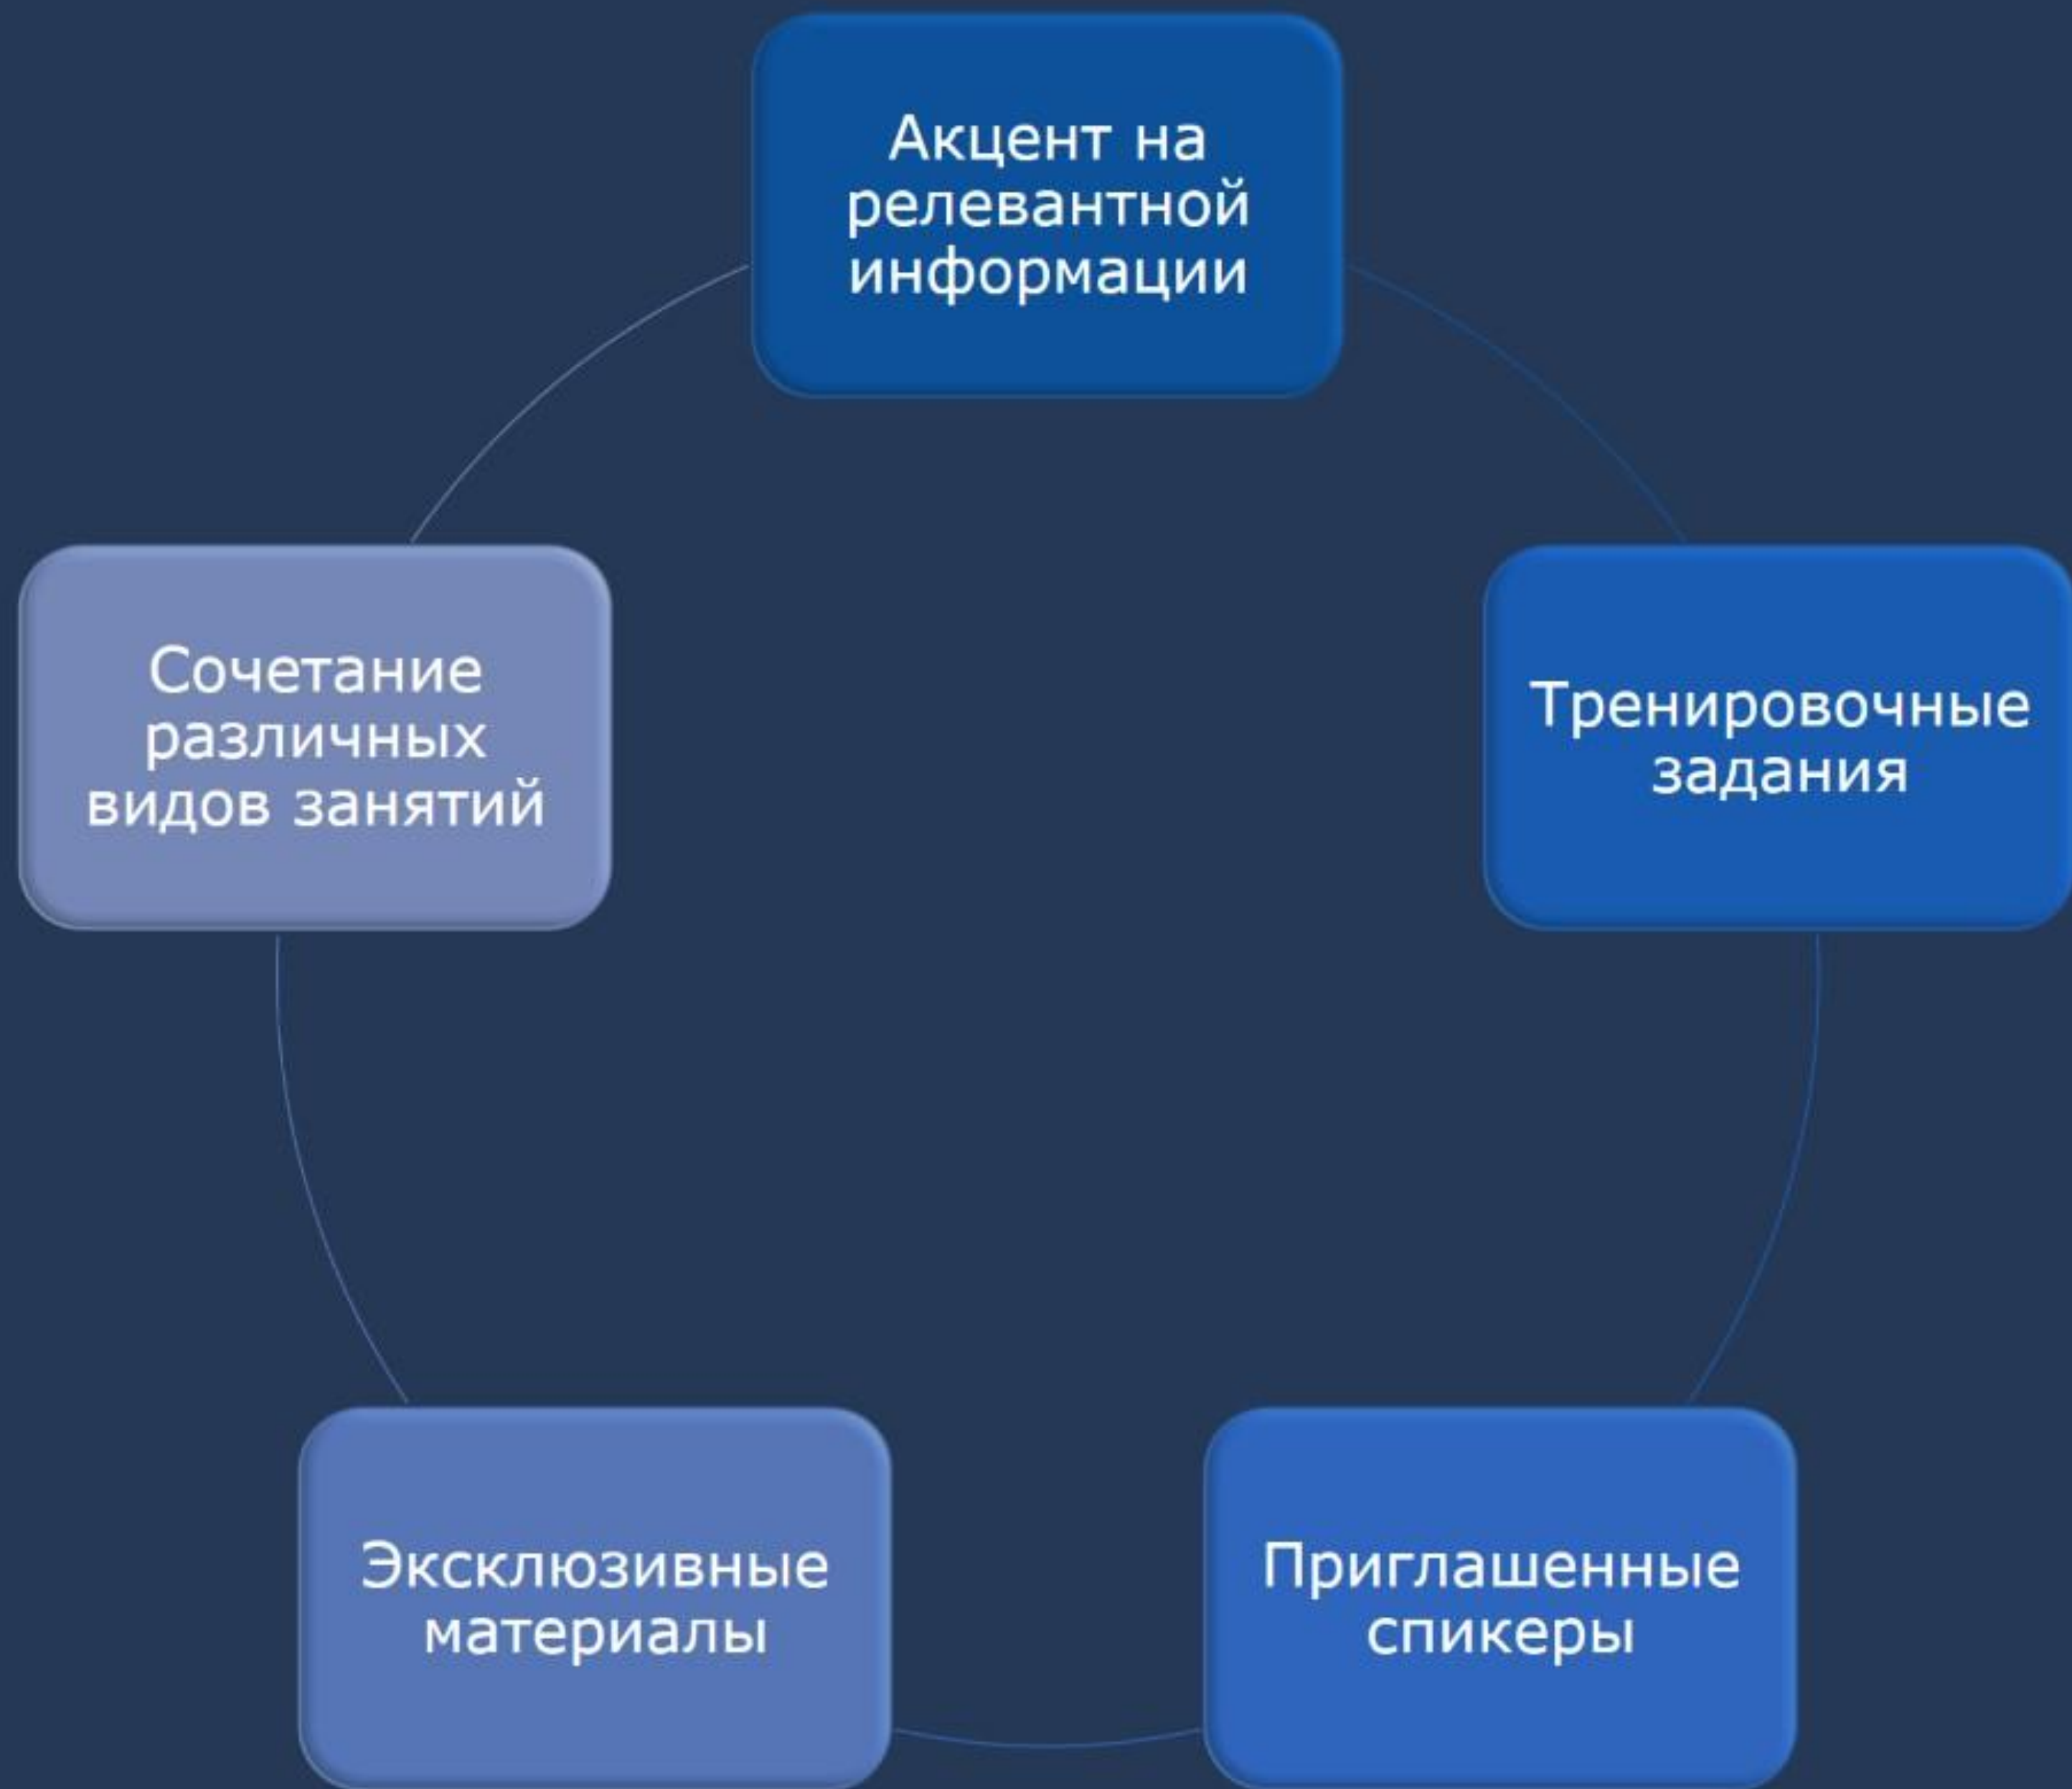 Акцент на
релевантной
информации
Сочетание
различных
видов занятий
Тренировочные
задания
Эксклюзивные
материалы
Приглашенные
спикеры